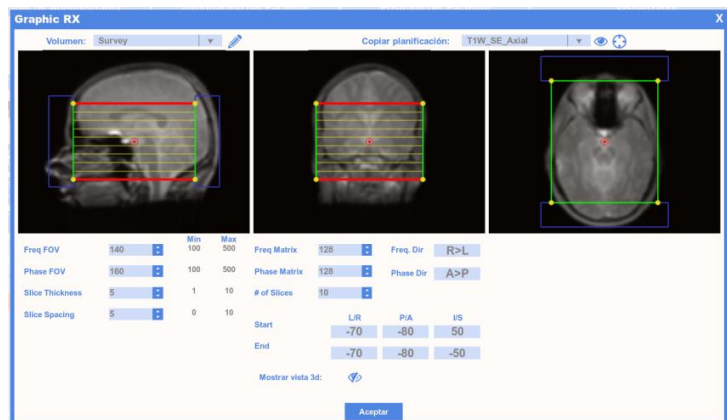 Graphic RX X
Volumen: Survey Copiar planificación: T1W_SE_Axial
Min Max
Freq FOV 140 100 500 Freq Matrix 128 Freq. Dir R>L
Phase FOV 160 100 500 Phase Matrix 128 Phase Dir A>P
Slice Thickness 5 1 10 # of Slices 10
Slice Spacing 5 0 10
L/R P/A I/S
Start -70 -80 50
End -70 -80 -50
Mostrar vista 3d:
Aceptar